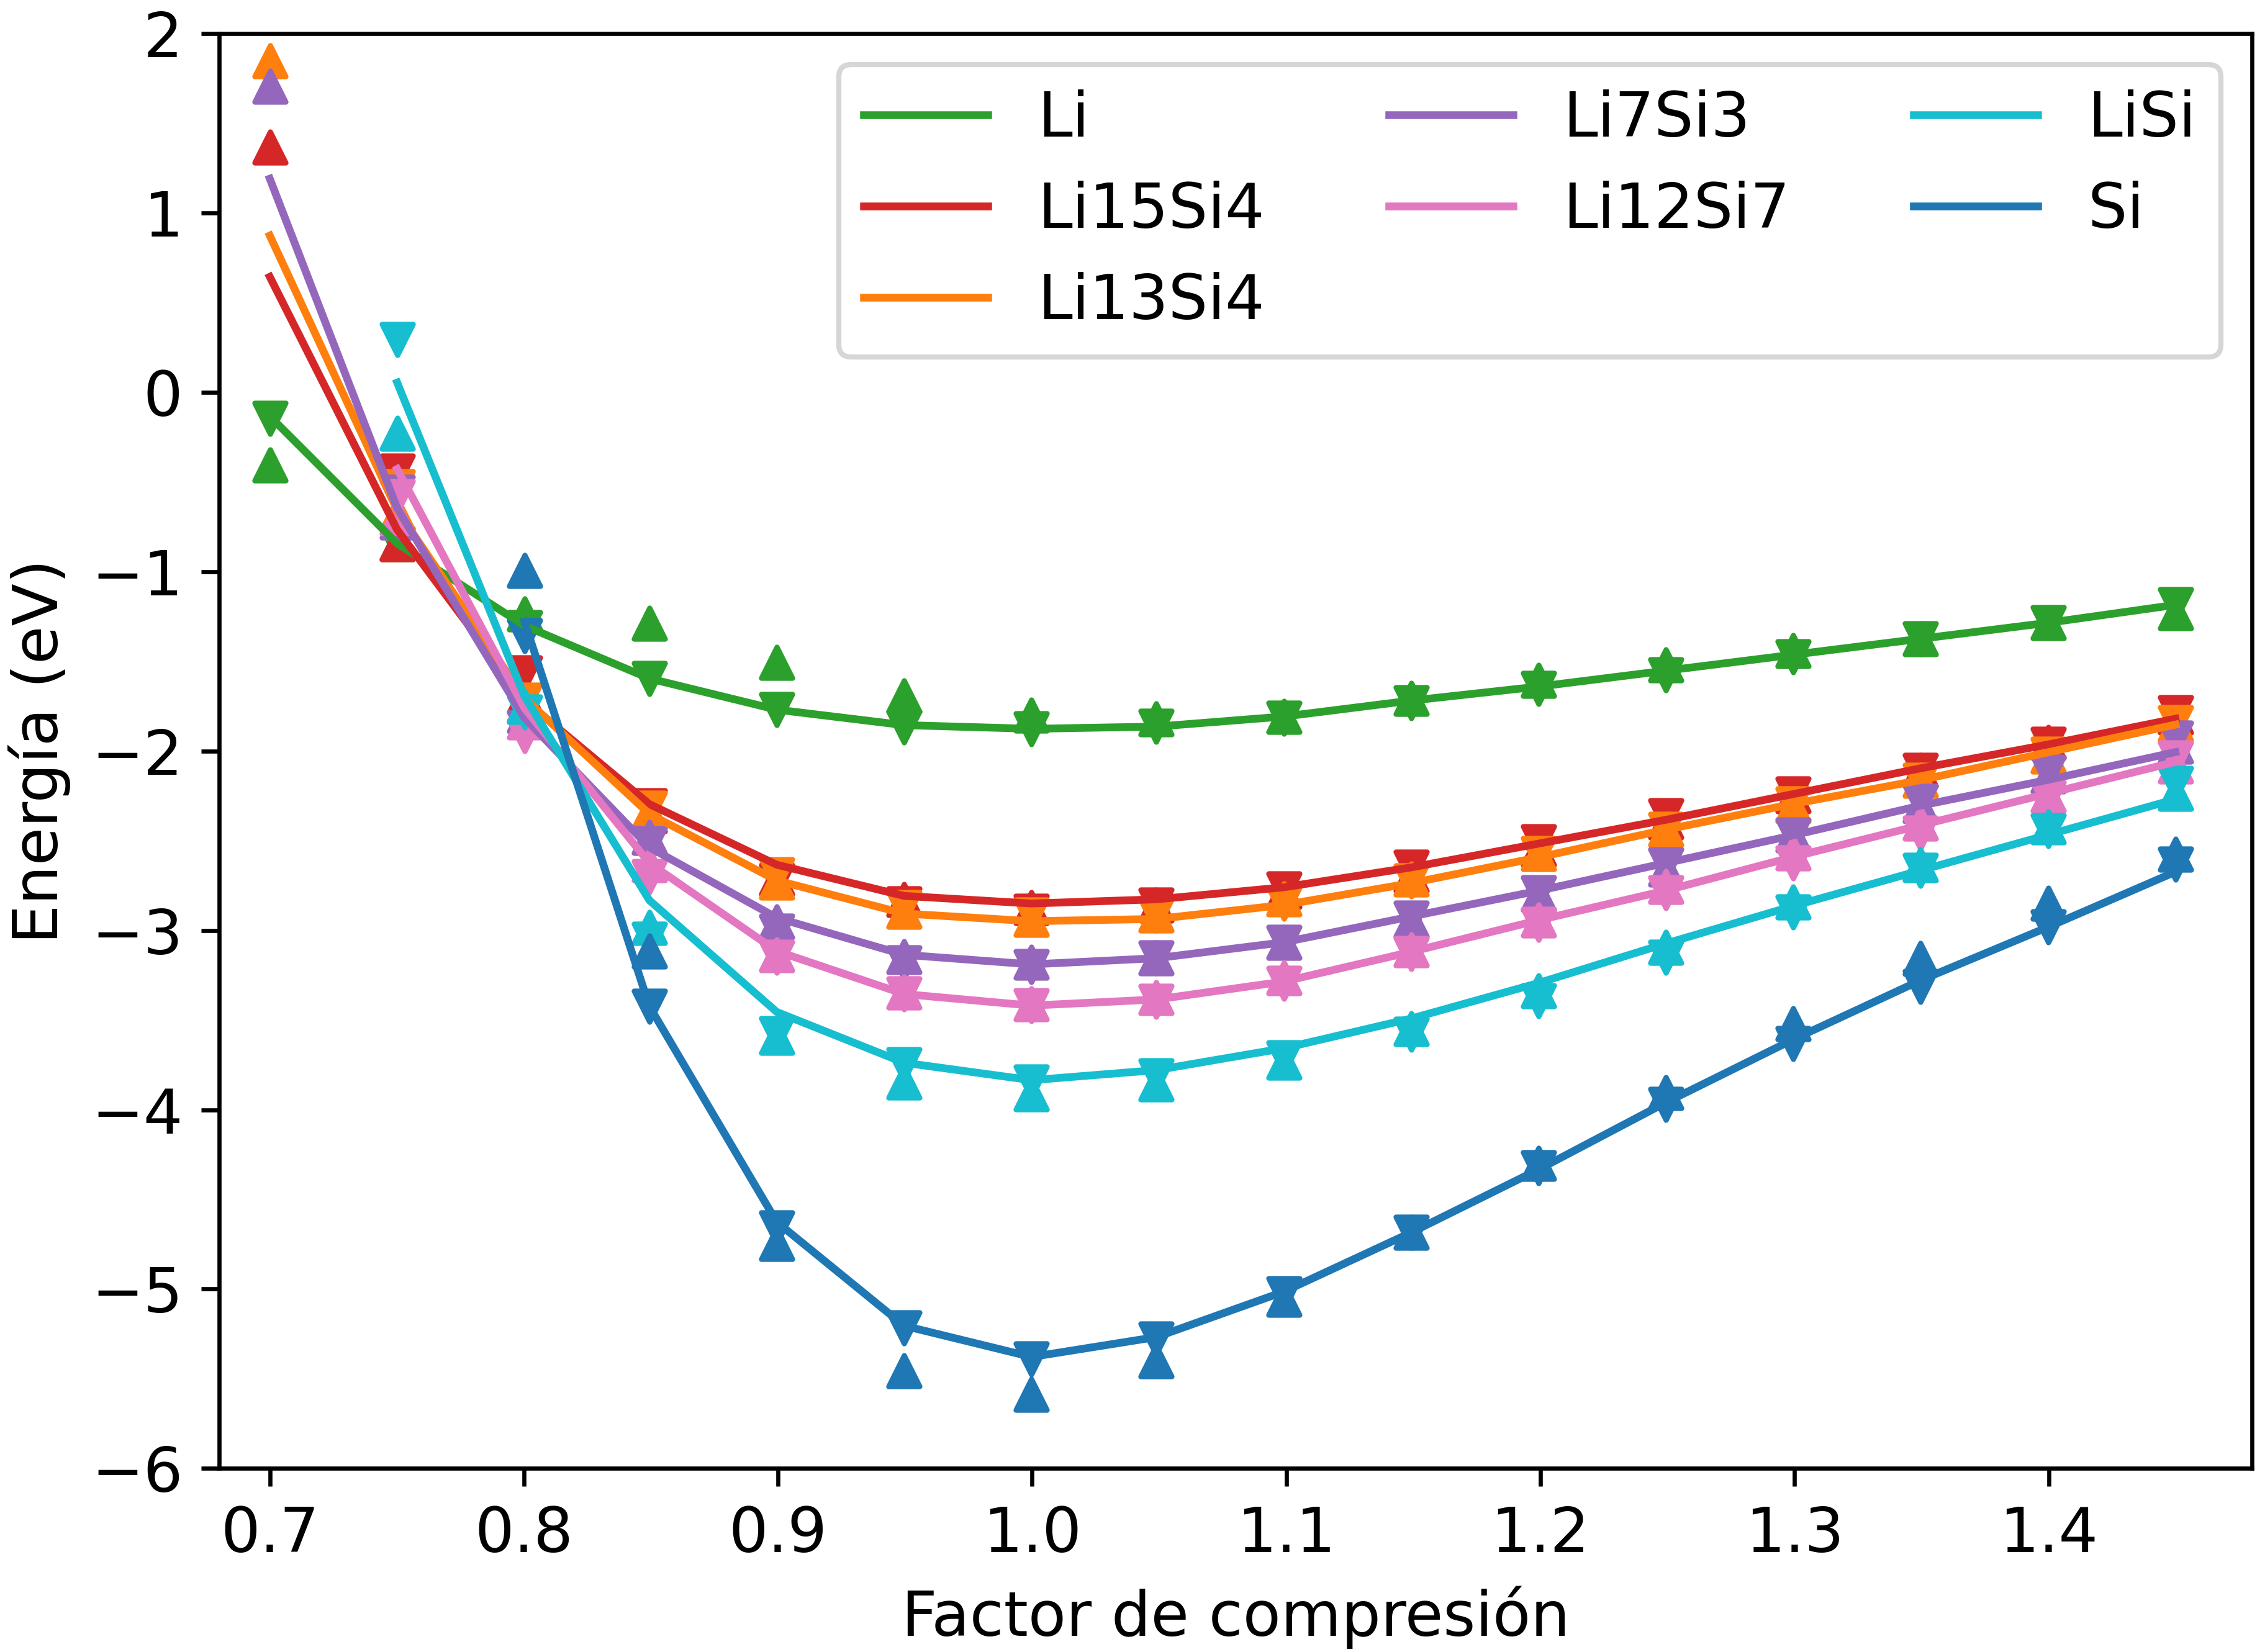 Energía (eV)
2
1
0
−1
−2
−3
−4
−5
−6
Li
Li15Si4
Li13Si4
Li7Si3
Li12Si7
LiSi
Si
0.7 0.8 0.9 1.0 1.1 1.2 1.3 1.4
Factor de compresión